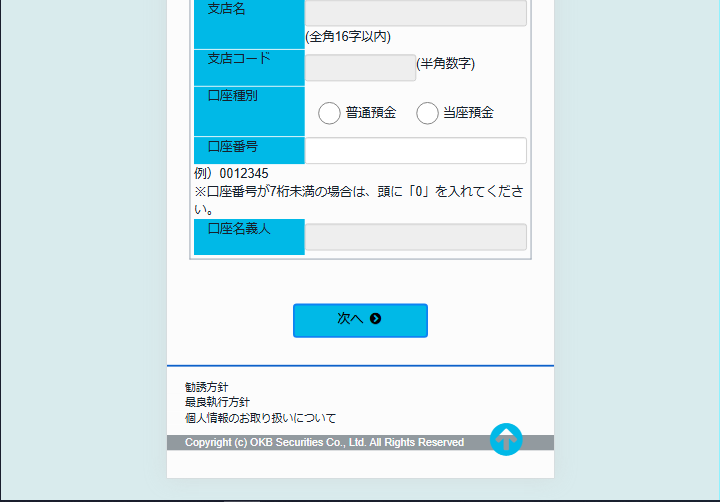 支店名
(全角16字以内)
支店コード
(半角数字)
口座種別
普通預金
当座預金
口座番号
例）0012345
※口座番号が7桁未満の場合は、頭に「0」を入れてくださ
い。
口座名義人
次へ
勧誘方針
最良執行方針
個人情報のお取り扱いについて
Copyright (c) OKB Securities Co., Ltd. All Rights Reserved